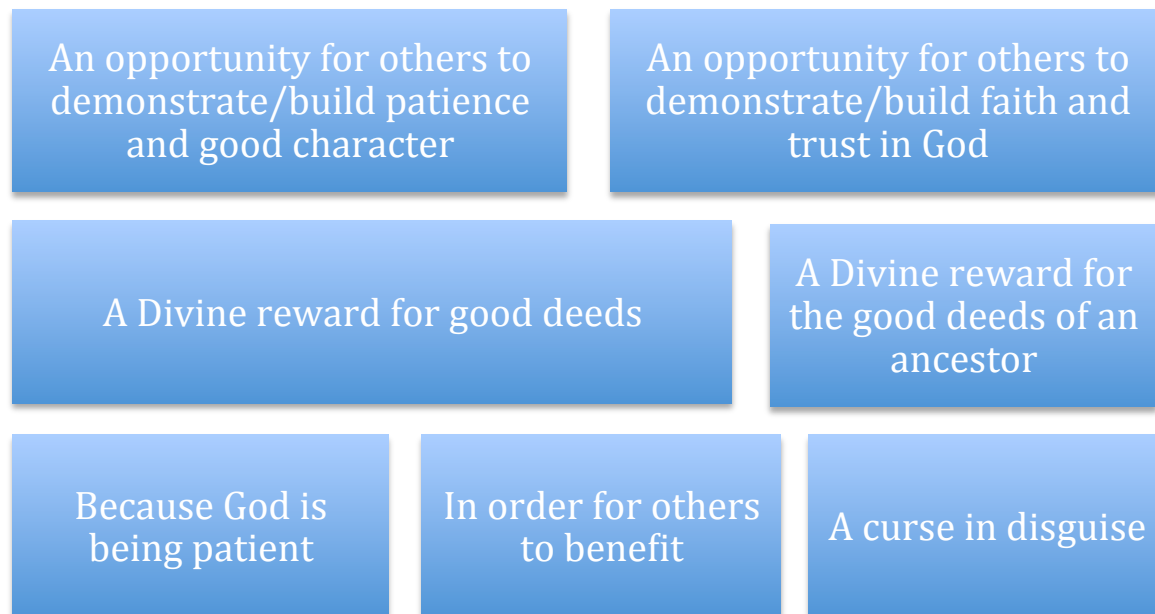 An opportunity for others to
demonstrate/build patience
and good character
An opportunity for others to
demonstrate/build faith and
trust in God
A Divine reward for good deeds
A Divine reward for
the good deeds of an
ancestor
Because God is
being patient
In order for others
to benefit
A curse in disguise